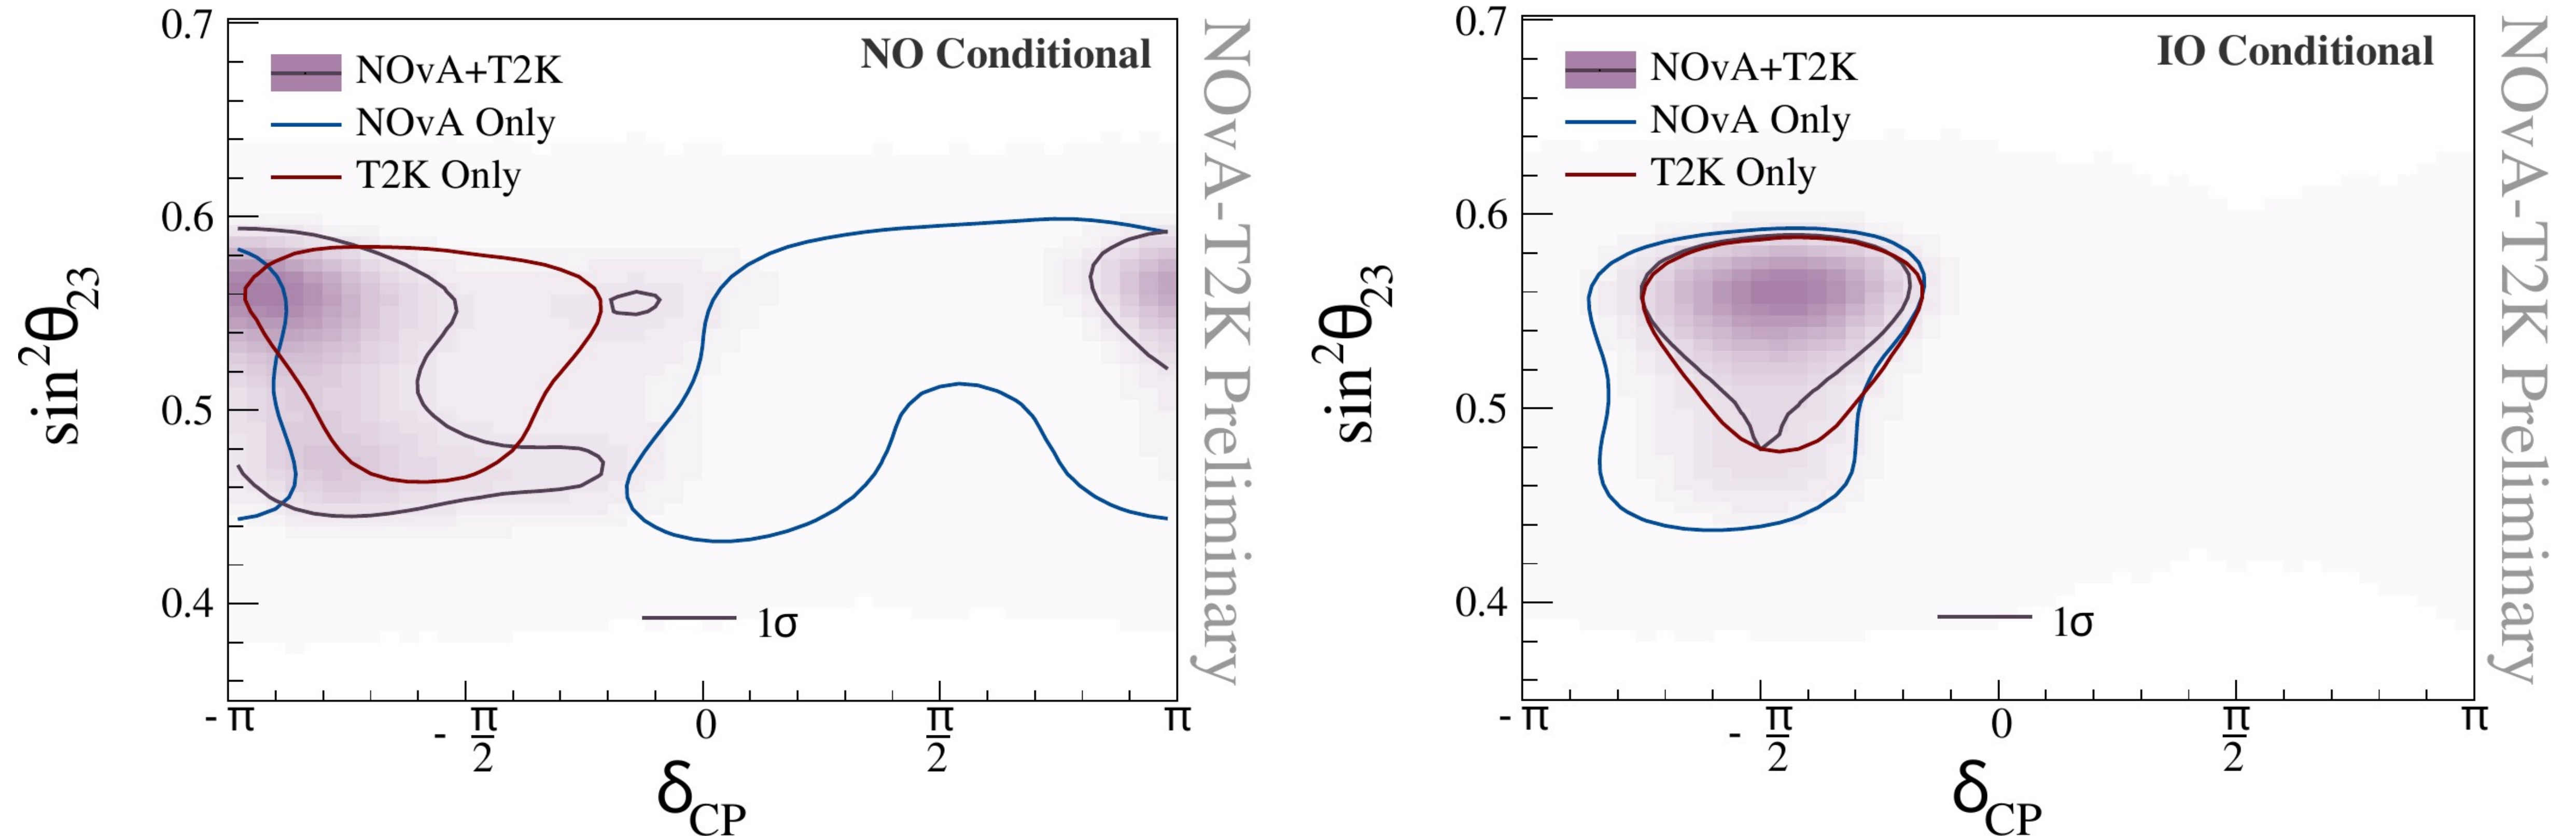 NO Conditional
NOvA+T2K
NOvA Only
T2K Only
0.7
0.6
0.5
0.4
sin²θ₂₃
1σ
-π
- π/2
0
π/2
π
δCP
NOvA-T2K Preliminary
IO Conditional
NOvA+T2K
NOvA Only
T2K Only
0.7
0.6
0.5
0.4
sin²θ₂₃
1σ
-π
- π/2
0
π/2
π
δCP
NOvA-T2K Preliminary